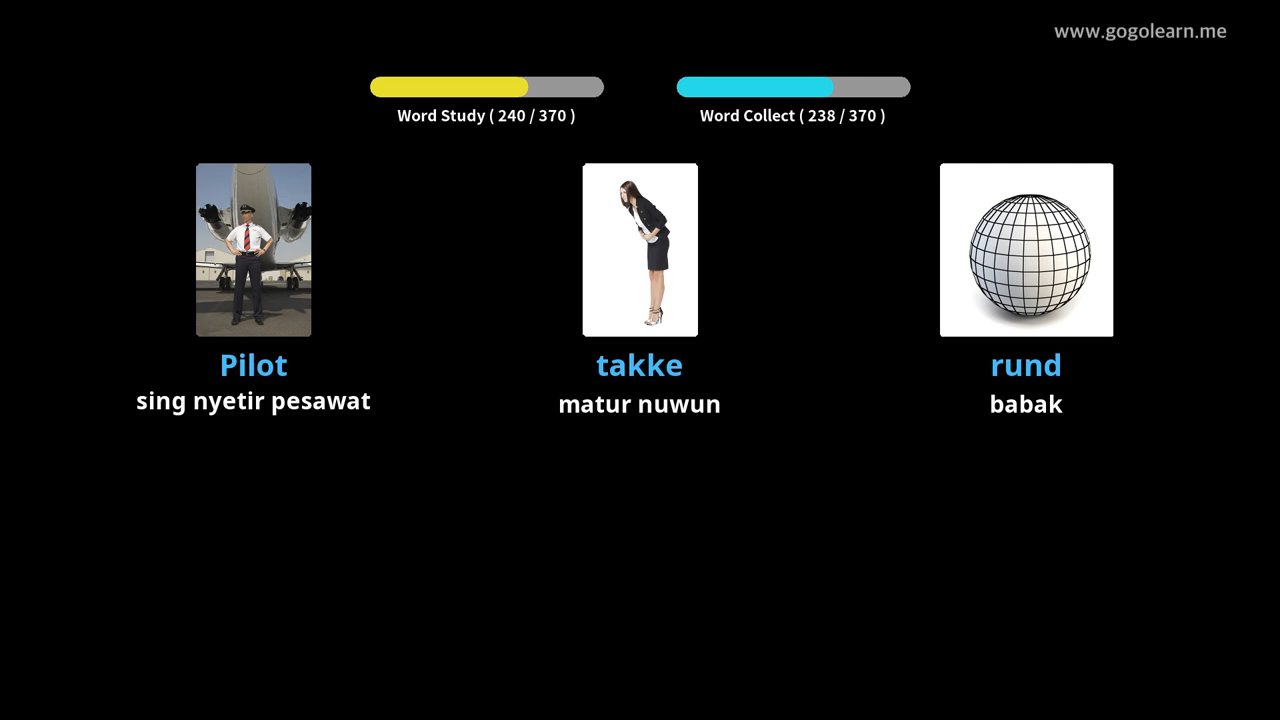 www.gogolearn.me
Word Study ( 240 / 370 )
Word Collect ( 238 / 370 )
Pilot
sing nyetir pesawat
takke
matur nuwun
rund
babak